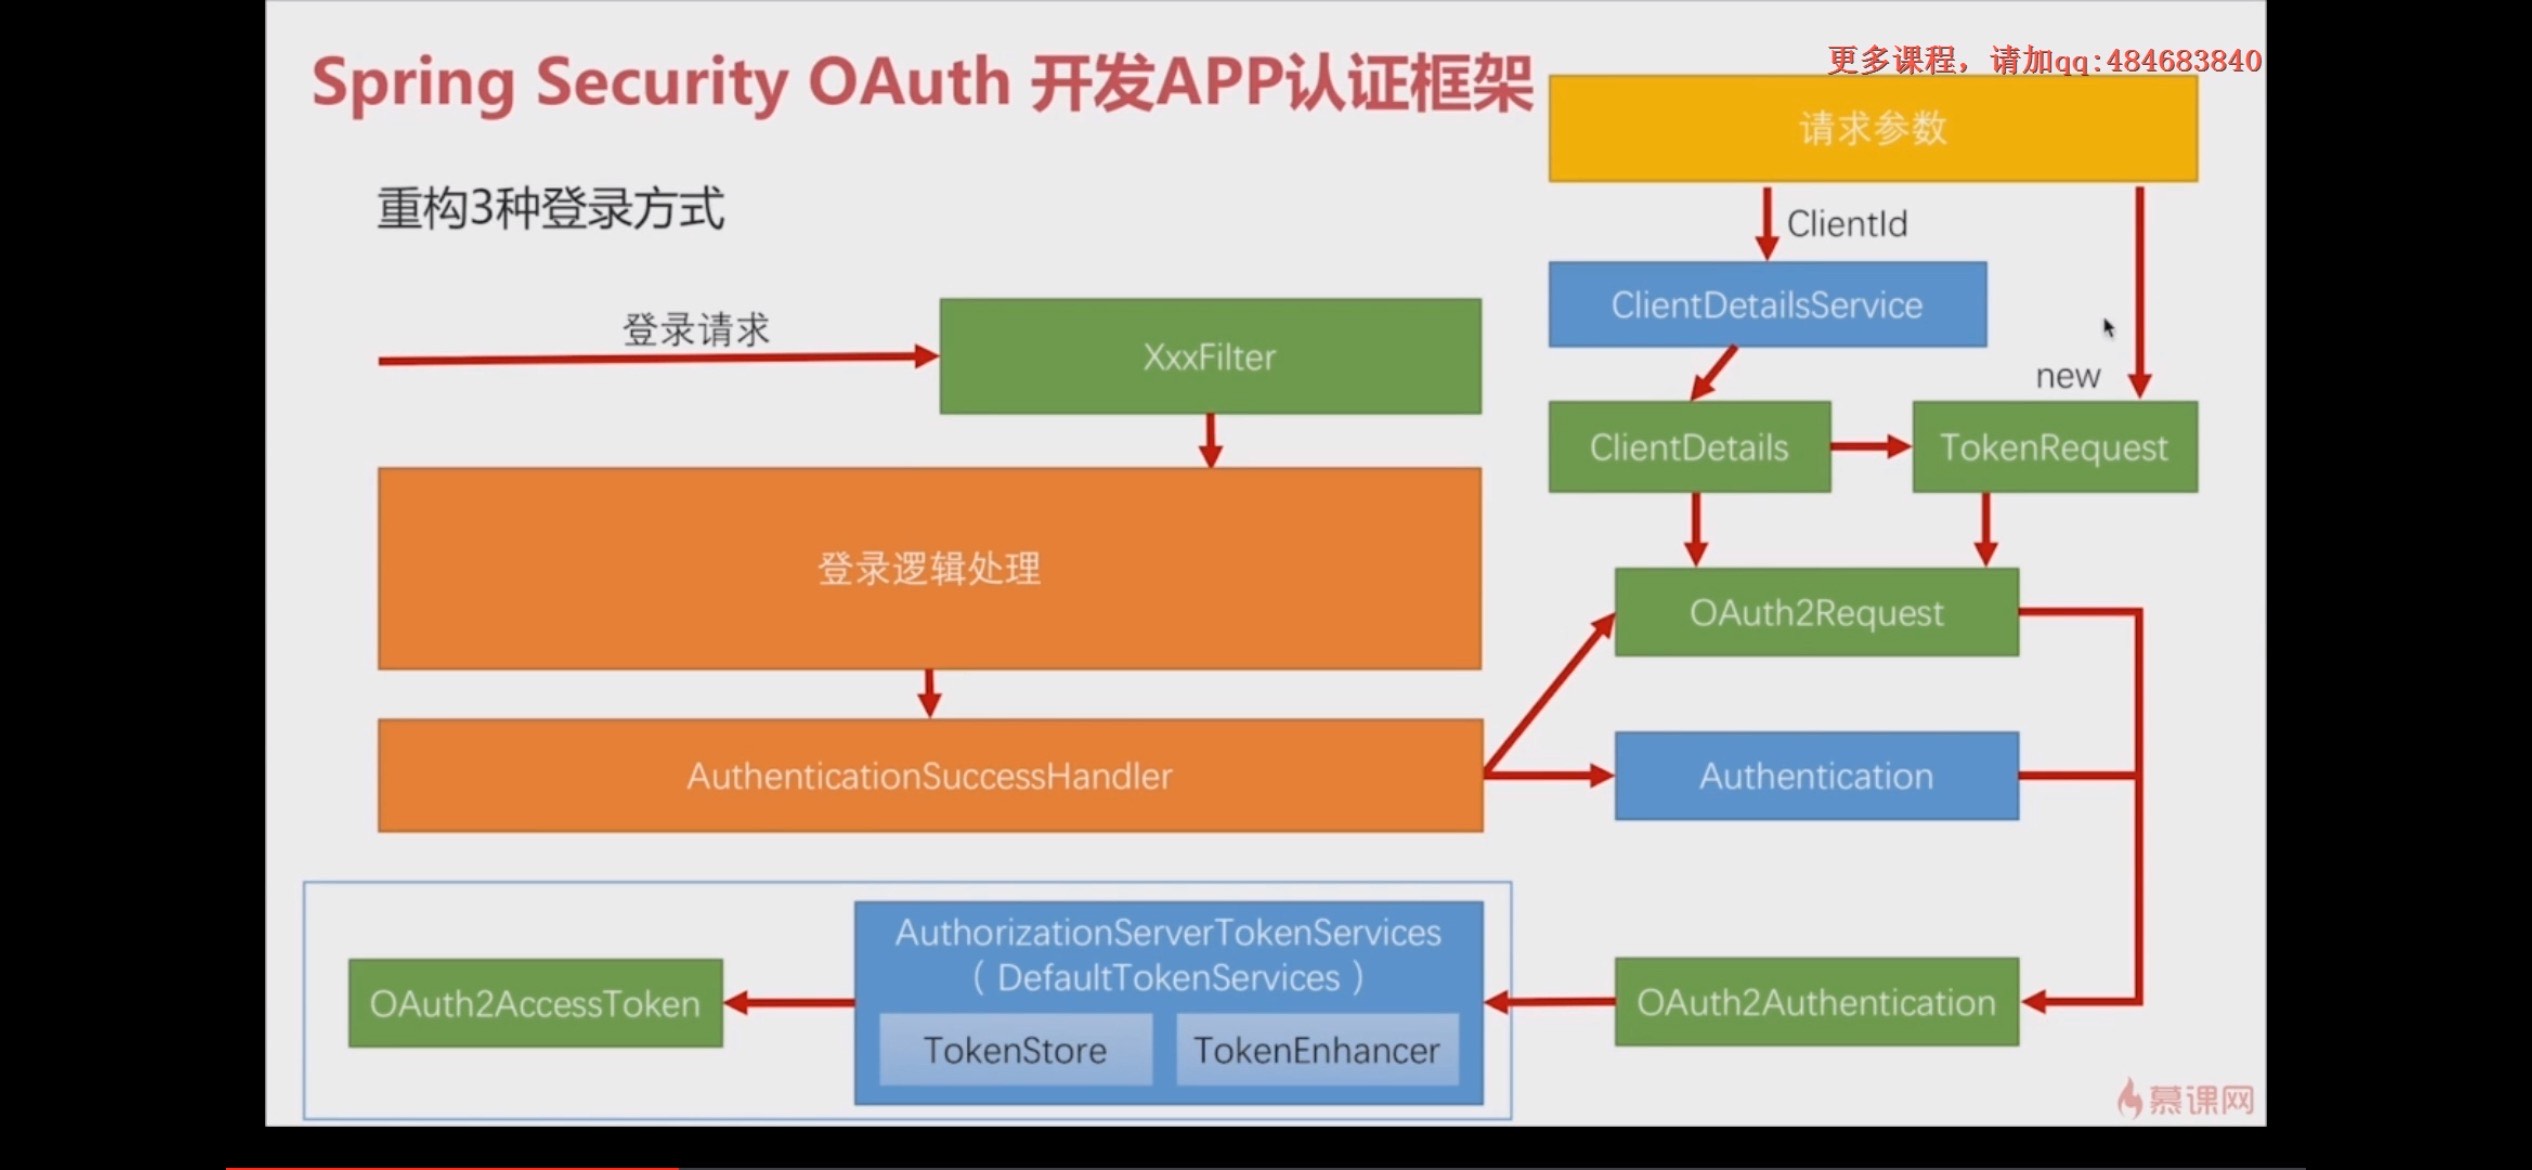 更多课程，请加qq:484683840
Spring Security OAuth 开发APP认证框架
请求参数
重构3种登录方式
ClientId
ClientDetailsService
登录请求
XxxFilter
new
ClientDetails
TokenRequest
登录逻辑处理
OAuth2Request
AuthenticationSuccessHandler
Authentication
AuthorizationServerTokenServices
（ DefaultTokenServices ）
OAuth2AccessToken
OAuth2Authentication
TokenStore
TokenEnhancer
慕课网